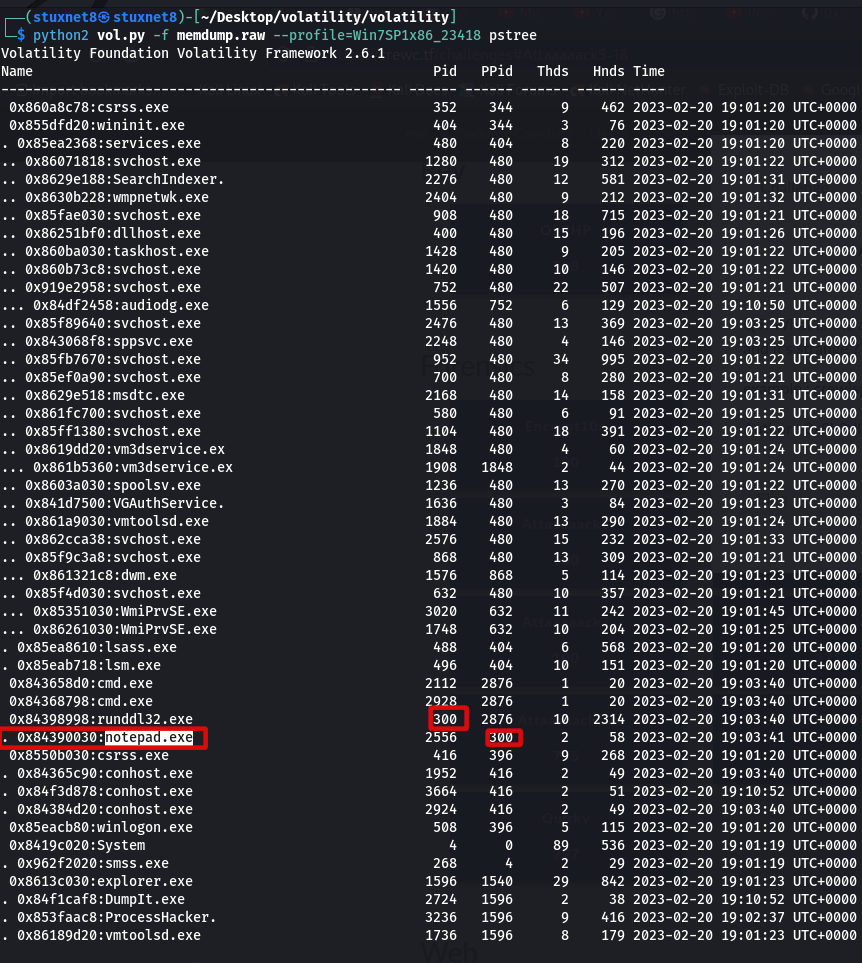 ┌──(stuxnet8㉿ stuxnet8)-[~/Desktop/volatility/volatility]
└─$ python2 vol.py -f memdump.raw --profile=Win7SP1x86_23418 pstree
Volatility Foundation Volatility Framework 2.6.1
Name Pid PPid Thds Hnds Time
0x860a8c78:csrss.exe 352 344 9 462 2023-02-20 19:01:20 UTC+0000
0x855dfd20:wininit.exe 404 344 3 76 2023-02-20 19:01:20 UTC+0000
. 0x85ea2368:services.exe 480 404 8 220 2023-02-20 19:01:20 UTC+0000
.. 0x86071818:svchost.exe 1280 480 19 312 2023-02-20 19:01:22 UTC+0000
.. 0x8629e188:SearchIndexer. 2276 480 12 581 2023-02-20 19:01:31 UTC+0000
.. 0x8630b228:wmpnetwk.exe 2404 480 9 212 2023-02-20 19:01:32 UTC+0000
.. 0x85fae030:svchost.exe 908 480 18 715 2023-02-20 19:01:21 UTC+0000
.. 0x86251bf0:dllhost.exe 400 480 15 196 2023-02-20 19:01:26 UTC+0000
.. 0x860ba030:taskhost.exe 1428 480 9 205 2023-02-20 19:01:22 UTC+0000
.. 0x860b73c8:svchost.exe 1420 480 10 146 2023-02-20 19:01:22 UTC+0000
.. 0x919e2958:svchost.exe 752 480 22 507 2023-02-20 19:01:21 UTC+0000
... 0x84df2458:audiodg.exe 1556 752 6 129 2023-02-20 19:10:50 UTC+0000
.. 0x85f89640:svchost.exe 2476 480 13 369 2023-02-20 19:03:25 UTC+0000
.. 0x843068f8:sppsvc.exe 2248 480 4 146 2023-02-20 19:03:25 UTC+0000
.. 0x85fb7670:svchost.exe 952 480 34 995 2023-02-20 19:01:22 UTC+0000
.. 0x85ef0a90:svchost.exe 700 480 8 280 2023-02-20 19:01:21 UTC+0000
.. 0x8629e518:msdtc.exe 2168 480 14 158 2023-02-20 19:01:31 UTC+0000
.. 0x861fc700:svchost.exe 580 480 6 91 2023-02-20 19:01:25 UTC+0000
.. 0x85ff1380:svchost.exe 1104 480 18 391 2023-02-20 19:01:22 UTC+0000
.. 0x8619dd20:vm3dservice.ex 1848 480 4 60 2023-02-20 19:01:24 UTC+0000
... 0x861b5360:vm3dservice.ex 1908 1848 2 44 2023-02-20 19:01:24 UTC+0000
.. 0x8603a030:spoolsv.exe 1236 480 13 270 2023-02-20 19:01:22 UTC+0000
.. 0x841d7500:VGAuthService. 1636 480 3 84 2023-02-20 19:01:23 UTC+0000
.. 0x861a9030:vmtoolsd.exe 1884 480 13 290 2023-02-20 19:01:24 UTC+0000
.. 0x862cca38:svchost.exe 2576 480 15 232 2023-02-20 19:01:33 UTC+0000
.. 0x85f9c3a8:svchost.exe 868 480 13 309 2023-02-20 19:01:21 UTC+0000
... 0x861321c8:dwm.exe 1576 868 5 114 2023-02-20 19:01:23 UTC+0000
.. 0x85f4d030:svchost.exe 632 480 10 357 2023-02-20 19:01:21 UTC+0000
... 0x85351030:WmiPrvSE.exe 3020 632 11 242 2023-02-20 19:01:45 UTC+0000
... 0x86261030:WmiPrvSE.exe 1748 632 10 204 2023-02-20 19:01:25 UTC+0000
. 0x85ea8610:lsass.exe 488 404 6 568 2023-02-20 19:01:20 UTC+0000
. 0x85eab718:lsm.exe 496 404 10 151 2023-02-20 19:01:20 UTC+0000
0x843658d0:cmd.exe 2112 2876 1 20 2023-02-20 19:03:40 UTC+0000
0x84368798:cmd.exe 2928 2876 1 20 2023-02-20 19:03:40 UTC+0000
0x84398998:runddl32.exe 300 2876 10 2314 2023-02-20 19:03:40 UTC+0000
. 0x84390030:notepad.exe 2556 300 2 58 2023-02-20 19:03:41 UTC+0000
0x8550b030:csrss.exe 416 396 9 268 2023-02-20 19:01:20 UTC+0000
. 0x84365c90:conhost.exe 1952 416 2 49 2023-02-20 19:03:40 UTC+0000
. 0x84f3d878:conhost.exe 3664 416 2 51 2023-02-20 19:10:52 UTC+0000
. 0x84384d20:conhost.exe 2924 416 2 49 2023-02-20 19:03:40 UTC+0000
0x85eacb80:winlogon.exe 508 396 5 115 2023-02-20 19:01:20 UTC+0000
0x8419c020:System 4 0 89 536 2023-02-20 19:01:19 UTC+0000
. 0x962f2020:smss.exe 268 4 2 29 2023-02-20 19:01:19 UTC+0000
0x8613c030:explorer.exe 1596 1540 29 842 2023-02-20 19:01:23 UTC+0000
. 0x84f1caf8:DumpIt.exe 2724 1596 2 38 2023-02-20 19:10:52 UTC+0000
. 0x853faac8:ProcessHacker. 3236 1596 9 416 2023-02-20 19:02:37 UTC+0000
. 0x86189d20:vmtoolsd.exe 1736 1596 8 179 2023-02-20 19:01:23 UTC+0000